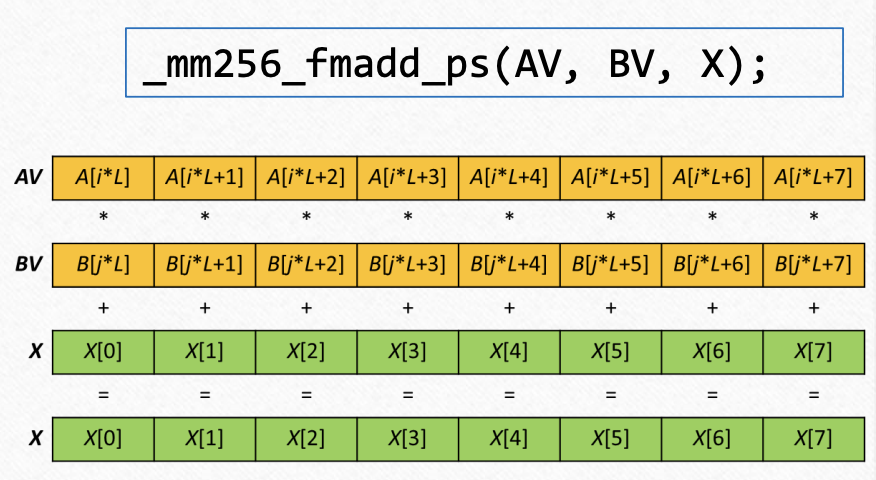 _mm256_fmadd_ps(AV, BV, X);
AV A[i*L] A[i*L+1] A[i*L+2] A[i*L+3] A[i*L+4] A[i*L+5] A[i*L+6] A[i*L+7]
* * * * * * * *
BV B[j*L] B[j*L+1] B[j*L+2] B[j*L+3] B[j*L+4] B[j*L+5] B[j*L+6] B[j*L+7]
+ + + + + + + +
X X[0] X[1] X[2] X[3] X[4] X[5] X[6] X[7]
= = = = = = = =
X X[0] X[1] X[2] X[3] X[4] X[5] X[6] X[7]